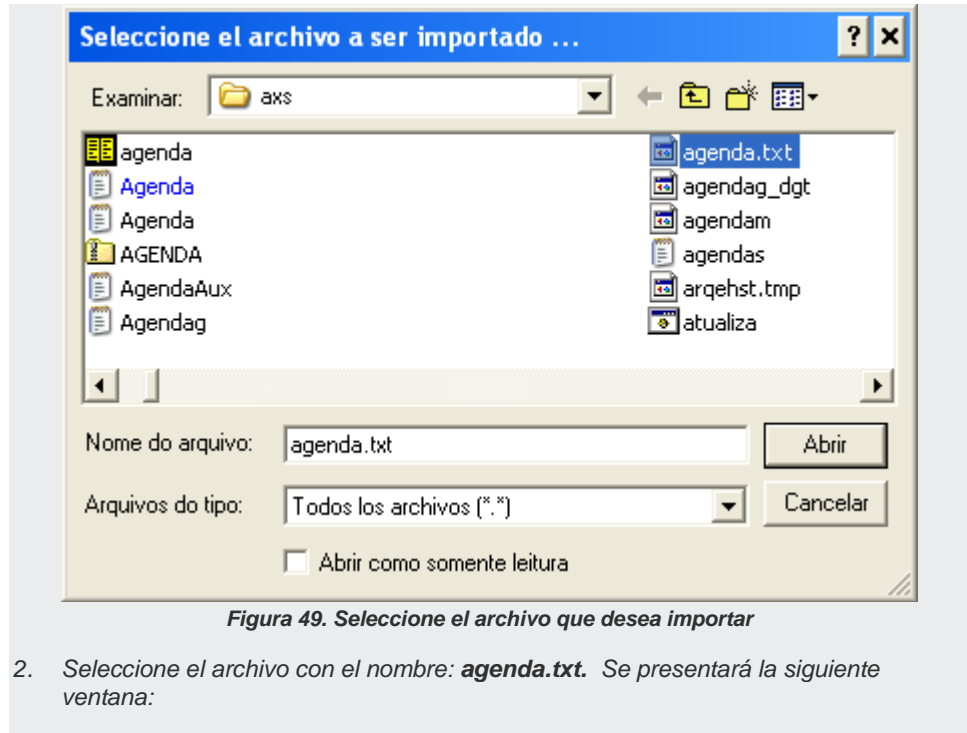 Seleccione el archivo a ser importado ...
Examinar: axs
agenda
Agenda
Agenda
AGENDA
AgendaAux
Agendag
agenda.txt
agendag_dgt
agendam
agendas
arqehst.tmp
atualiza
Nome do arquivo: agenda.txt Abrir
Arquivos do tipo: Todos los archivos (*.*) Cancelar
Abrir como somente leitura
Figura 49. Seleccione el archivo que desea importar
2. Seleccione el archivo con el nombre: agenda.txt. Se presentará la siguiente
ventana: